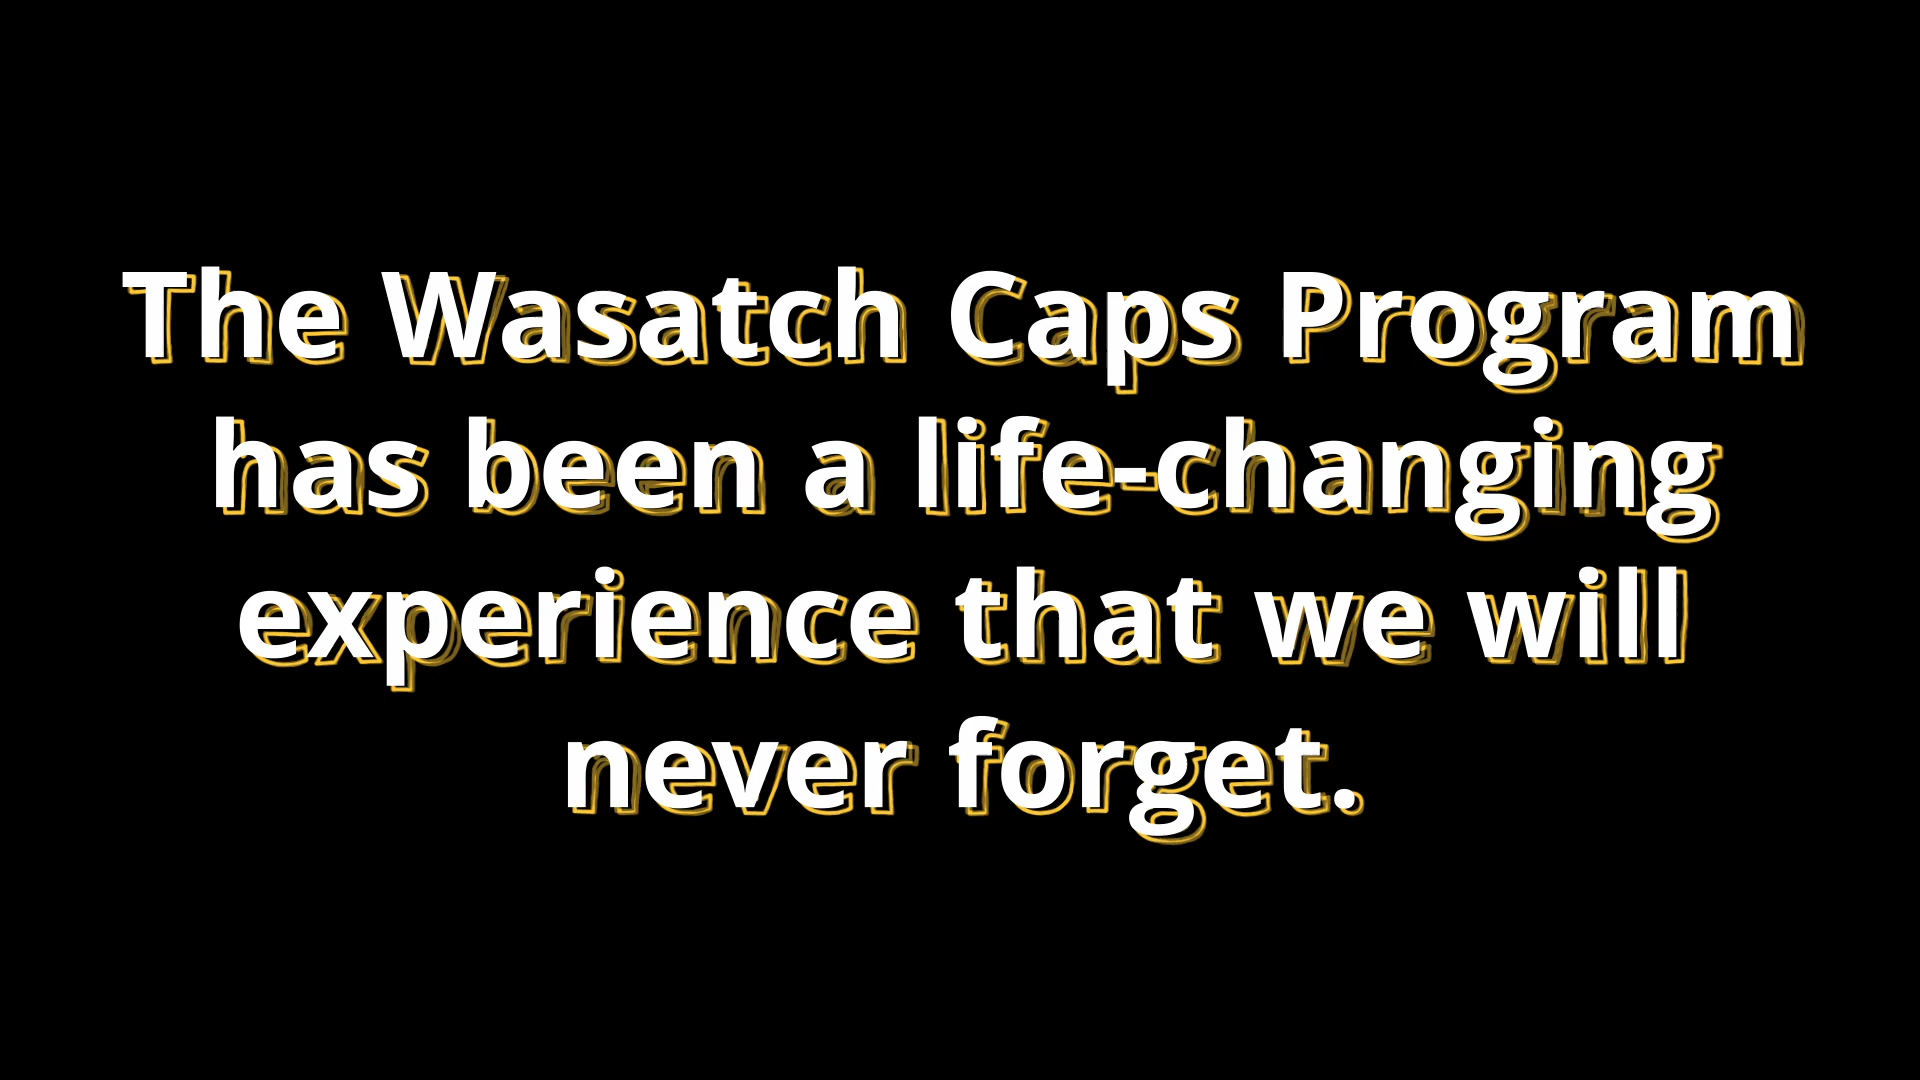 The Wasatch Caps Program
has been a life-changing
experience that we will
never forget.